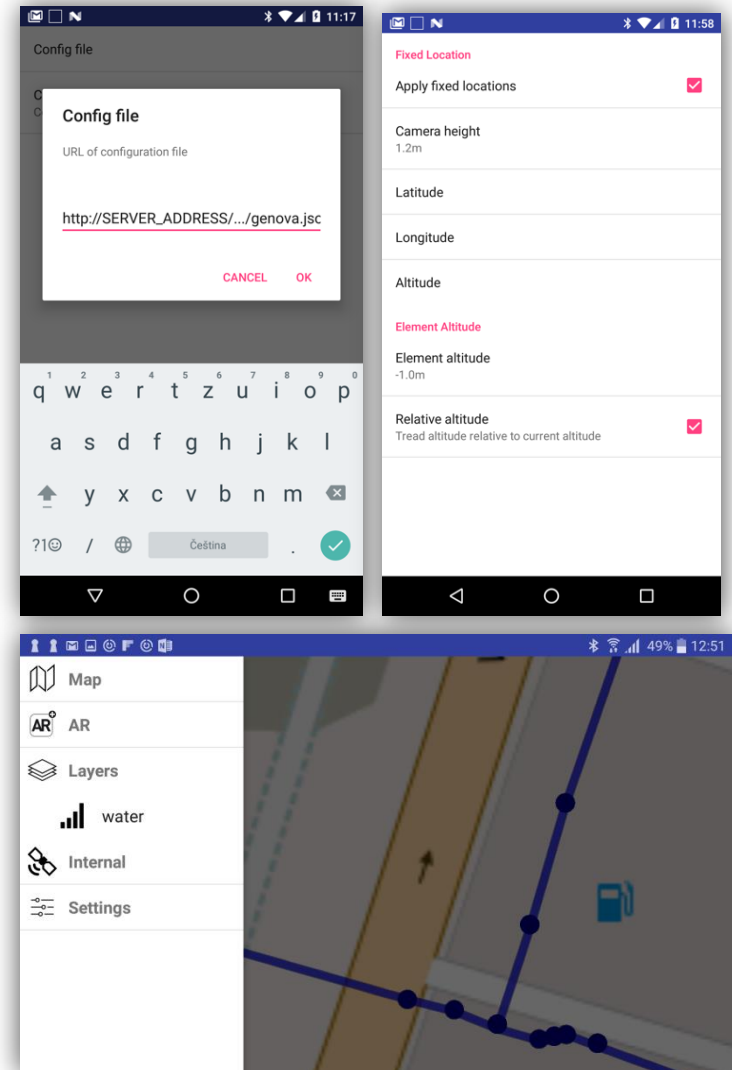 11:17
Config file
C
C
Config file
URL of configuration file
http://SERVER_ADDRESS/.../genova.jsc
CANCEL OK
1 2 3 4 5 6 7 8 9 0
q w e r t z u i o p
a s d f g h j k l
y x c v b n m
?1☺ / Čeština .
11:58
Fixed Location
Apply fixed locations
Camera height
1.2m
Latitude
Longitude
Altitude
Element Altitude
Element altitude
-1.0m
Relative altitude
Tread altitude relative to current altitude
49% 12:51
Map
AR AR
Layers
water
Internal
Settings